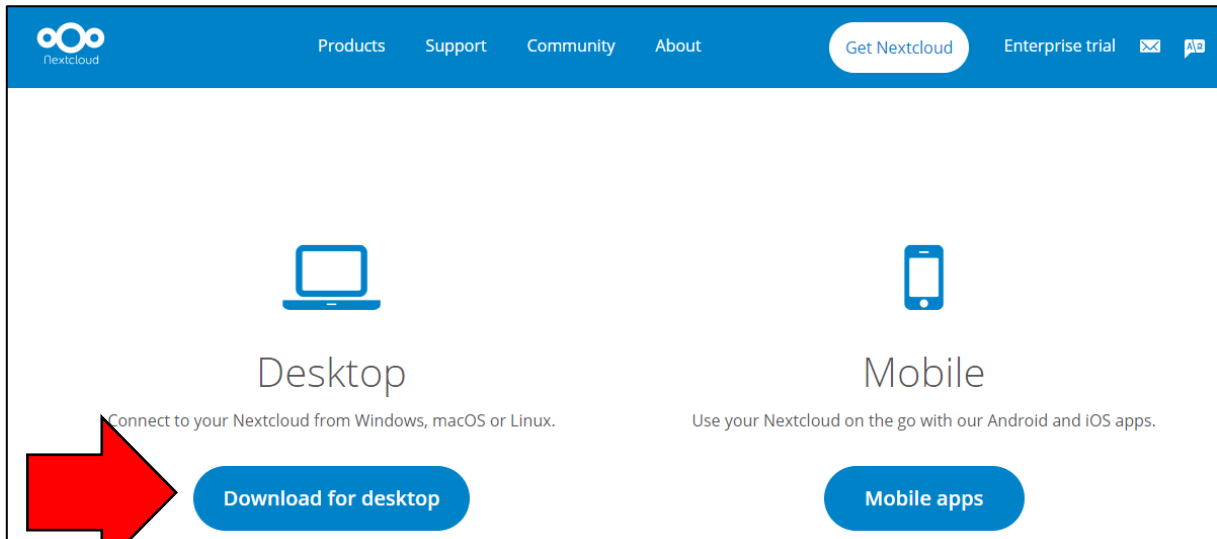 Nextcloud
Products Support Community About Get Nextcloud Enterprise trial
Desktop
Connect to your Nextcloud from Windows, macOS or Linux.
Download for desktop
Mobile
Use your Nextcloud on the go with our Android and iOS apps.
Mobile apps